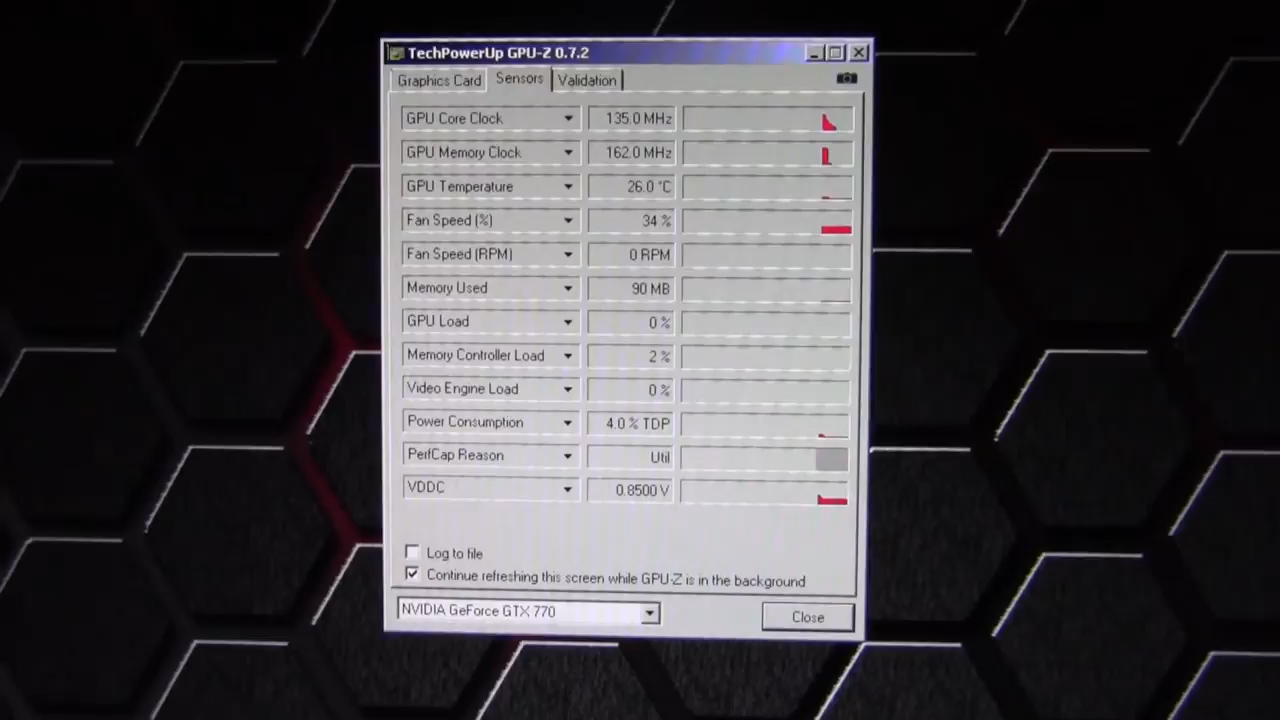 TechPowerUp GPU-Z 0.7.2
Graphics Card Sensors Validation
GPU Core Clock 135.0 MHz
GPU Memory Clock 162.0 MHz
GPU Temperature 26.0 °C
Fan Speed (%) 34 %
Fan Speed (RPM) 0 RPM
Memory Used 90 MB
GPU Load 0 %
Memory Controller Load 2 %
Video Engine Load 0 %
Power Consumption 4.0 % TDP
PerfCap Reason Util
VDDC 0.8500 V
Log to file
Continue refreshing this screen while GPU-Z is in the background
NVIDIA GeForce GTX 770 Close